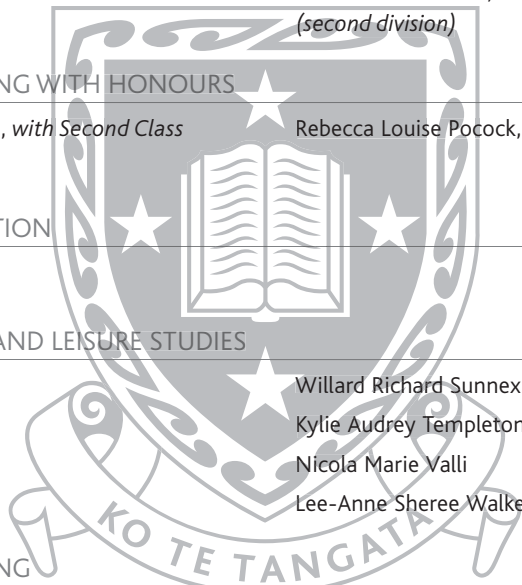 (second division)
NG WITH HONOURS
, with Second Class
Rebecca Louise Pocock,
TION
AND LEISURE STUDIES
Willard Richard Sunnex
Kylie Audrey Templeton
Nicola Marie Valli
Lee-Anne Sheree Walke
KO TE TANGATA
NG